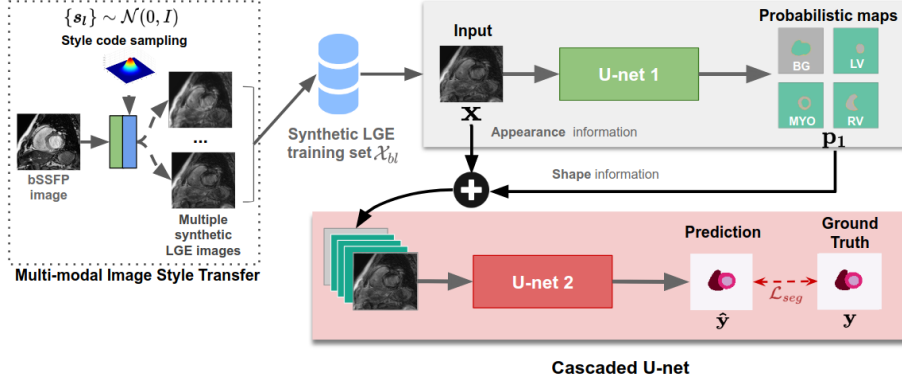 {s_l} ~ N(0, I)
Style code sampling
bSSFP
image
...
Multiple
synthetic
LGE images
Multi-modal Image Style Transfer
Synthetic LGE
training set X_bl
Input
x
U-net 1
Probabilistic maps
BG
LV
MYO
RV
p₁
Appearance information
Shape information
+
U-net 2
Prediction
ŷ
L_seg
Ground
Truth
y
Cascaded U-net